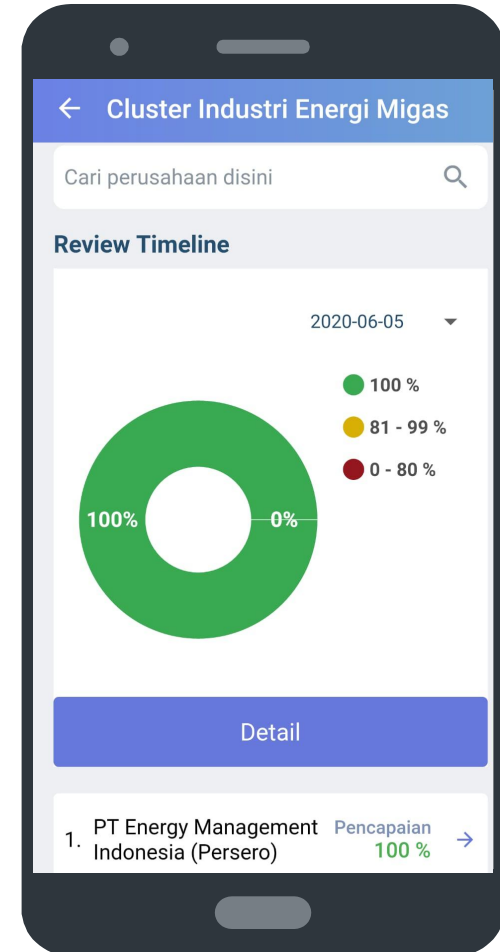 Cluster Industri Energi Migas
Cari perusahaan disini
Review Timeline
2020-06-05
100 %
81 - 99 %
0 - 80 %
100%
0%
Detail
1. PT Energy Management Indonesia (Persero)
Pencapaian
100 %